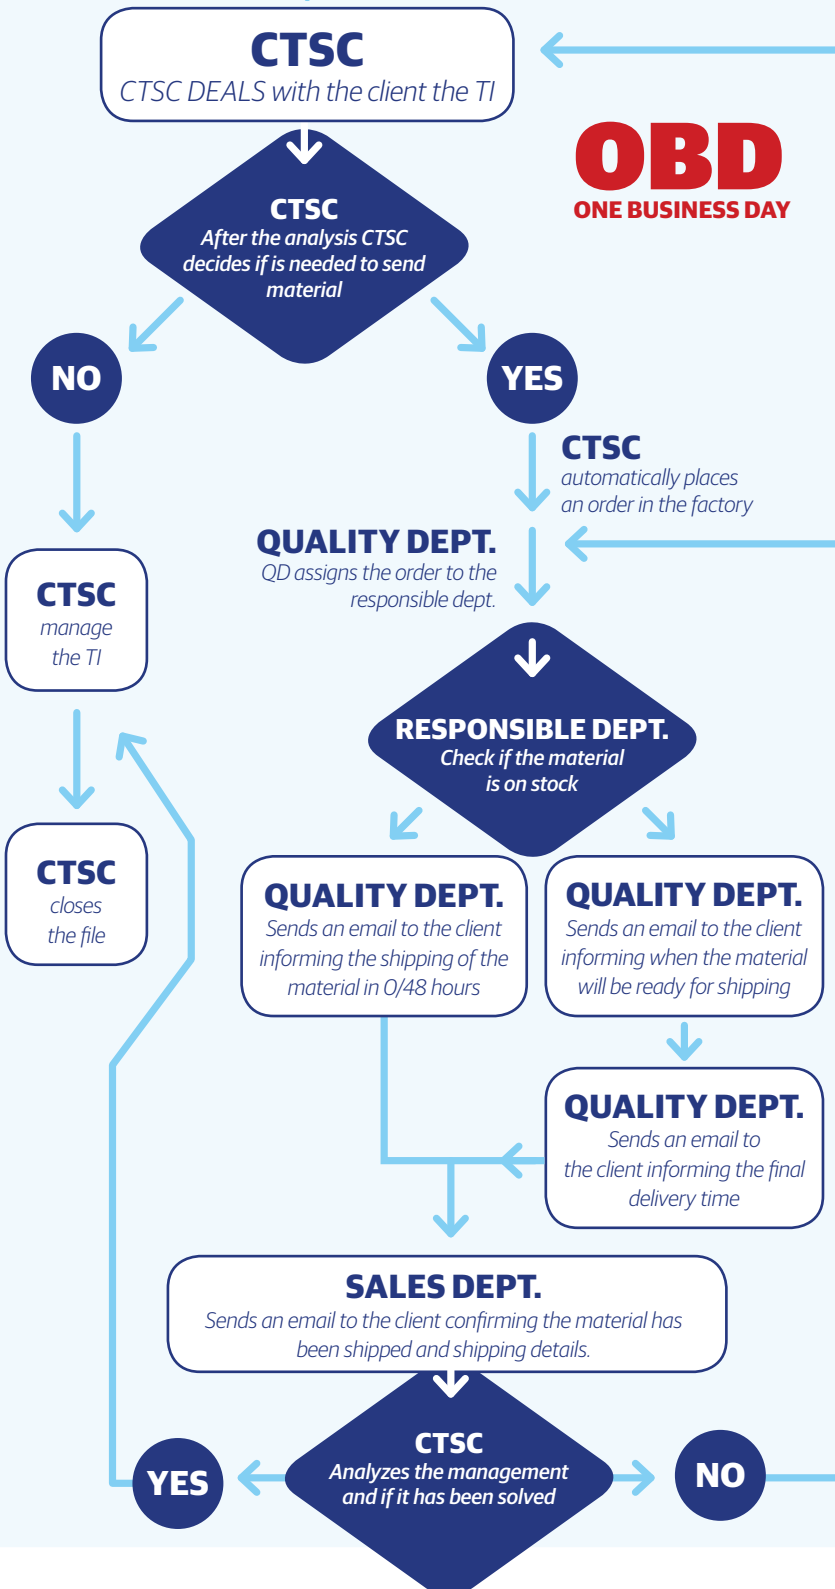 CTSC
CTSC DEALS with the client the TI
OBD
ONE BUSINESS DAY
CTSC
After the analysis CTSC
decides if is needed to send
material
NO
YES
CTSC
automatically places
an order in the factory
QUALITY DEPT.
QD assigns the order to the
responsible dept.
CTSC
manage
the TI
RESPONSIBLE DEPT.
Check if the material
is on stock
CTSC
closes
the file
QUALITY DEPT.
Sends an email to the client
informing the shipping of the
material in 0/48 hours
QUALITY DEPT.
Sends an email to the client
informing when the material
will be ready for shipping
QUALITY DEPT.
Sends an email to
the client informing the final
delivery time
SALES DEPT.
Sends an email to the client confirming the material has
been shipped and shipping details.
CTSC
Analyzes the management
and if it has been solved
YES
NO